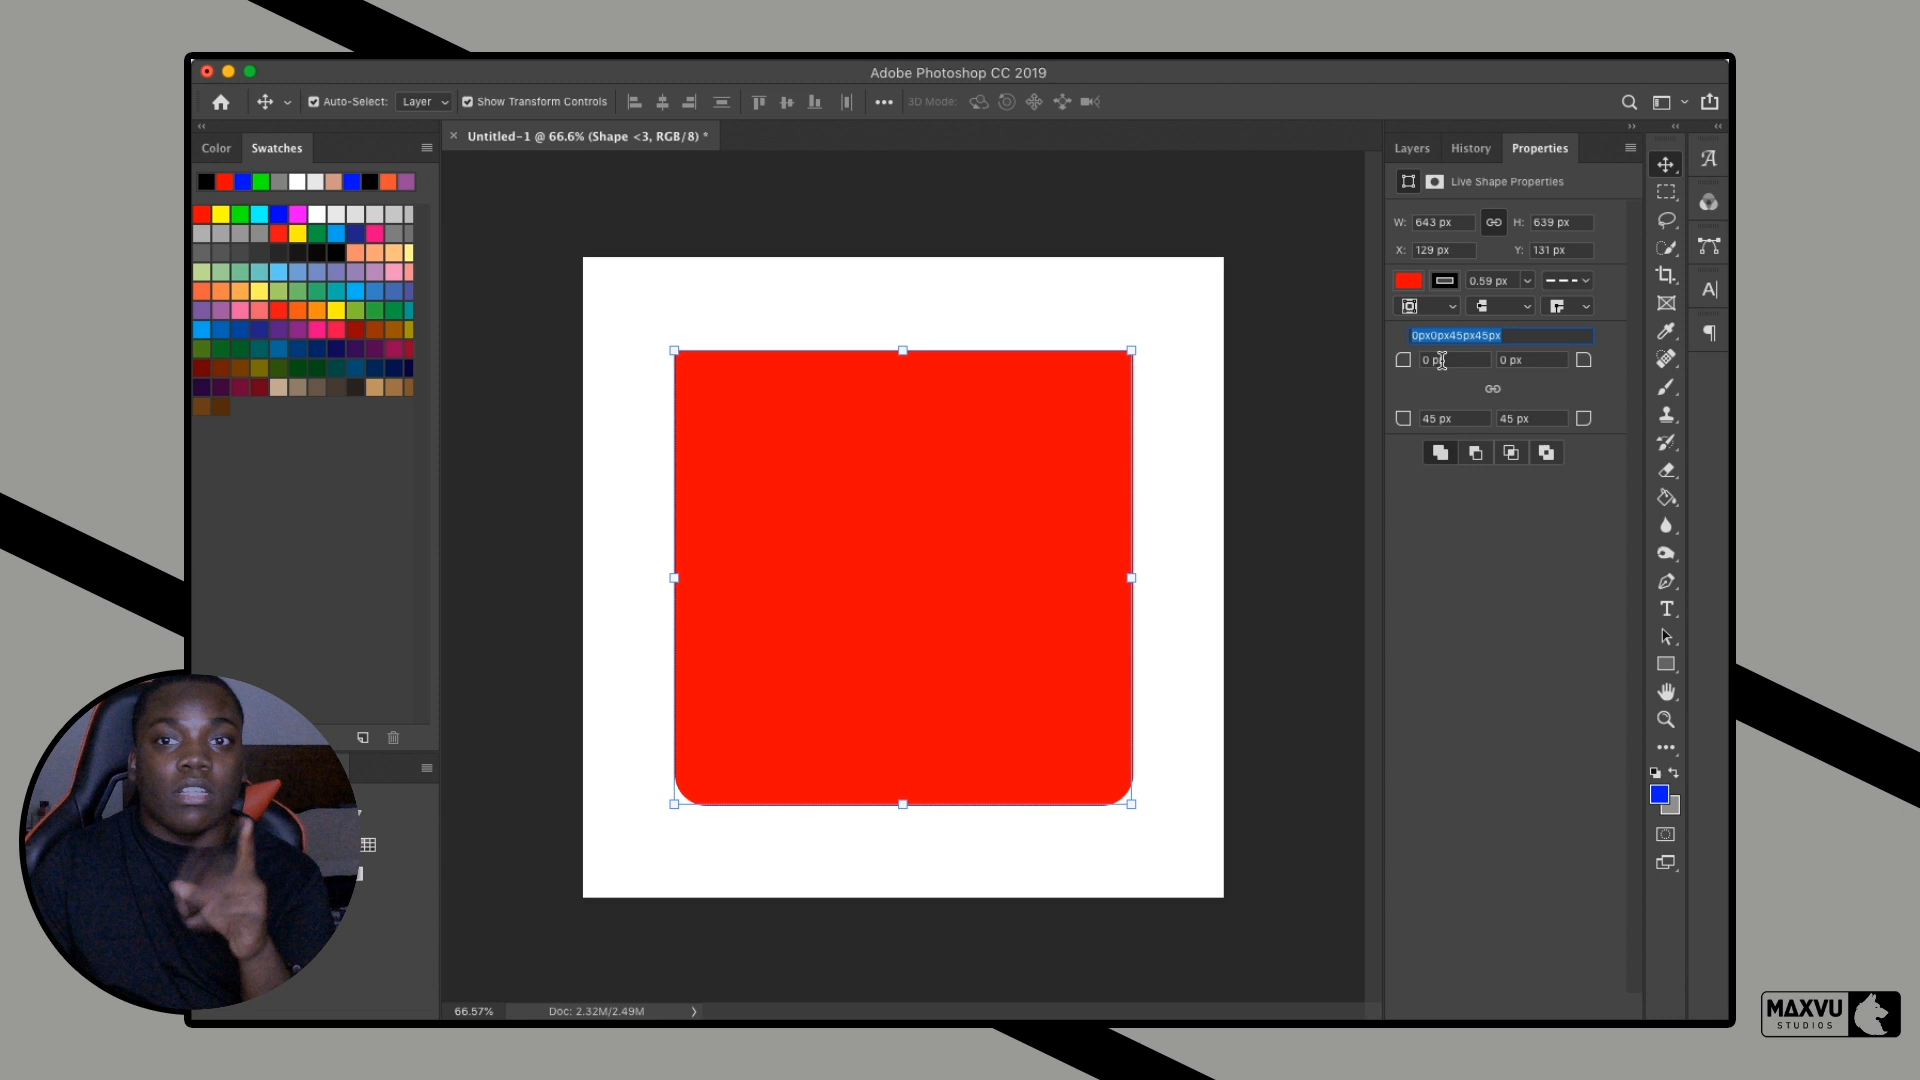 Adobe Photoshop CC 2019
Auto-Select: Layer Show Transform Controls 3D Mode:
Untitled-1 @ 66.6% (Shape <3, RGB/8) *
Color Swatches
Layers History Properties
Live Shape Properties
W: 643 px H: 639 px
X: 129 px Y: 131 px
0.59 px
0px0px45px45px
0 px 0 px
45 px 45 px
66.57% Doc: 2.32M/2.49M
MAXVU
STUDIOS